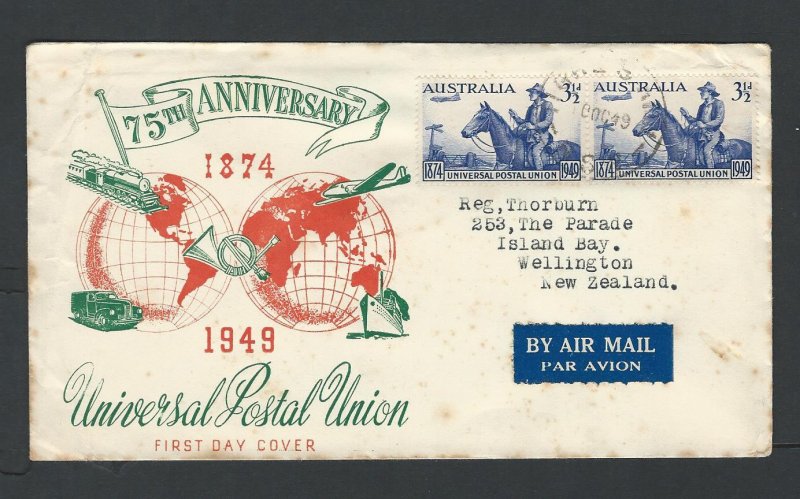 75TH ANNIVERSARY
1874
1949
Universal Postal Union
FIRST DAY COVER
AUSTRALIA 3½d
1874 UNIVERSAL POSTAL UNION 1949
AUSTRALIA 3½d
1874 UNIVERSAL POSTAL UNION 1949
Reg,Thorburn
253,The Parade
Island Bay.
Wellington
New Zealand.
BY AIR MAIL
PAR AVION